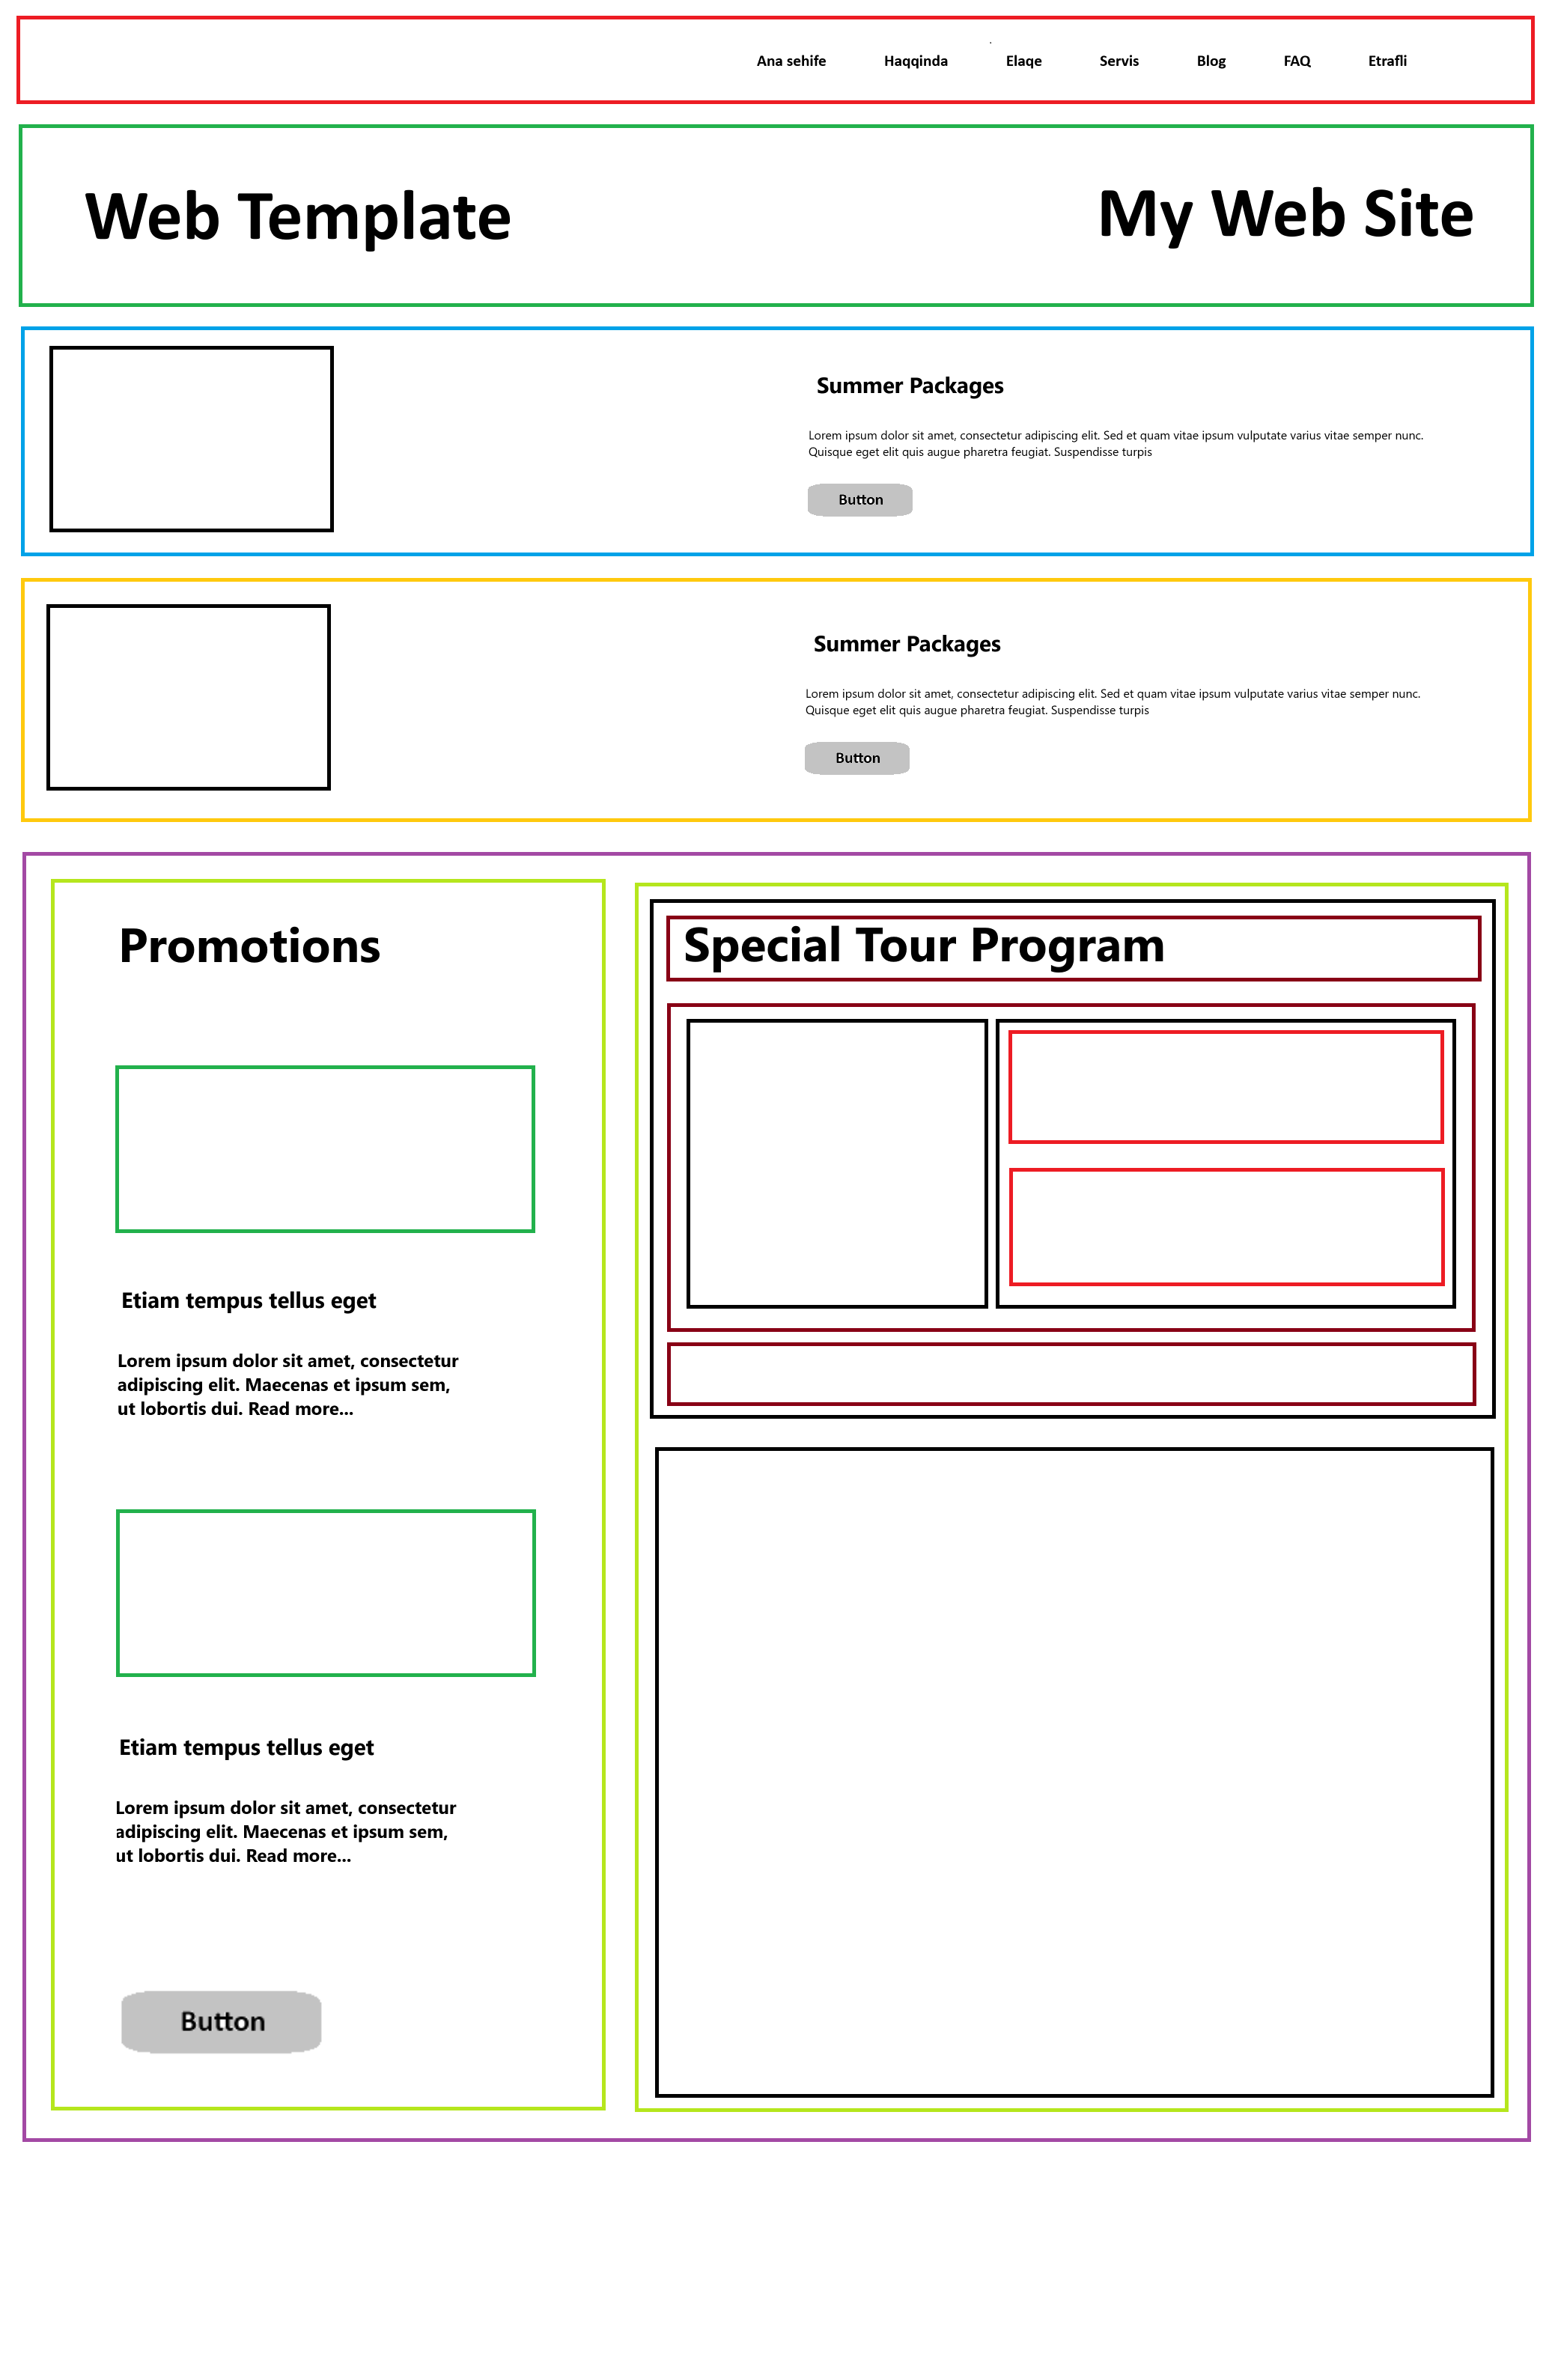 Ana sehife Haqqinda Elaqe Servis Blog FAQ Etrafli
Web Template My Web Site
Summer Packages
Lorem ipsum dolor sit amet, consectetur adipiscing elit. Sed et quam vitae ipsum vulputate varius vitae semper nunc.
Quisque eget elit quis augue pharetra feugiat. Suspendisse turpis
Button
Summer Packages
Lorem ipsum dolor sit amet, consectetur adipiscing elit. Sed et quam vitae ipsum vulputate varius vitae semper nunc.
Quisque eget elit quis augue pharetra feugiat. Suspendisse turpis
Button
Promotions
Etiam tempus tellus eget
Lorem ipsum dolor sit amet, consectetur
adipiscing elit. Maecenas et ipsum sem,
ut lobortis dui. Read more...
Etiam tempus tellus eget
Lorem ipsum dolor sit amet, consectetur
adipiscing elit. Maecenas et ipsum sem,
ut lobortis dui. Read more...
Button
Special Tour Program